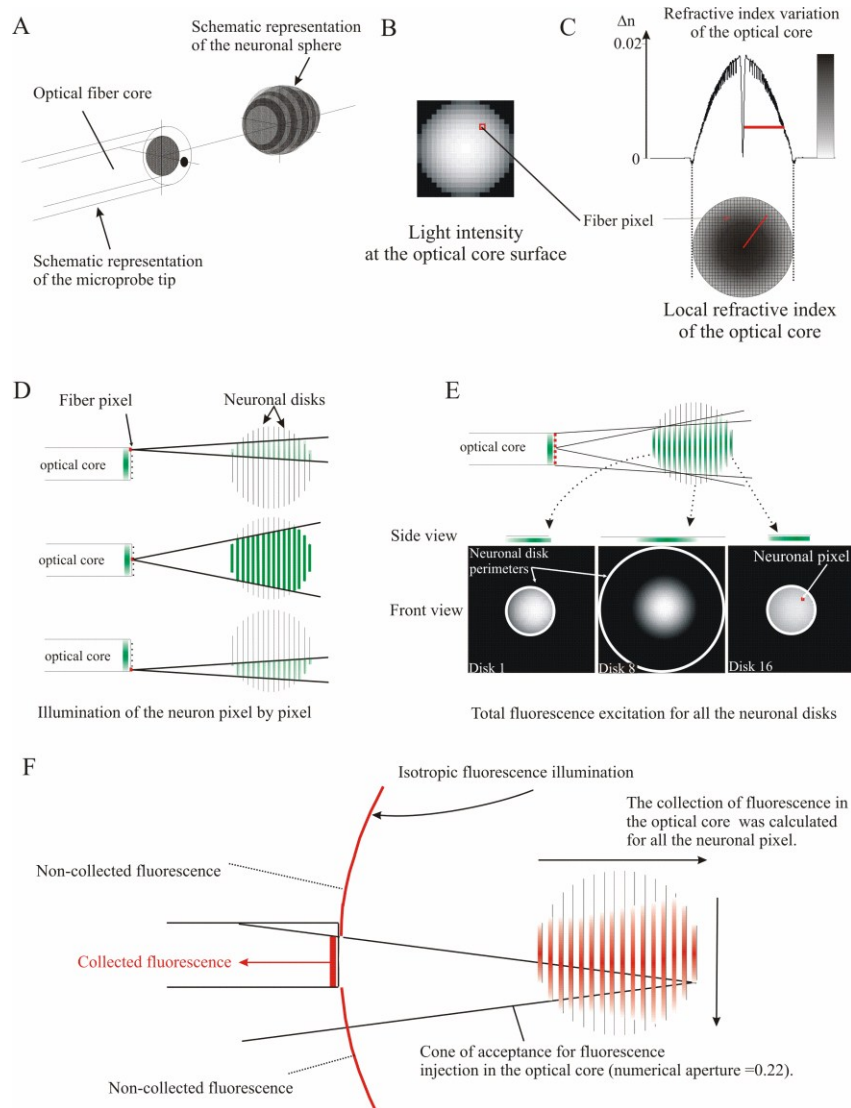 A
Schematic representation
of the neuronal sphere
Optical fiber core
Schematic representation
of the microprobe tip
B
Light intensity
at the optical core surface
Fiber pixel
C
Refractive index variation
of the optical core
Δn
0.02
0
Local refractive index
of the optical core
D
Fiber pixel
Neuronal disks
optical core
optical core
optical core
Illumination of the neuron pixel by pixel
E
optical core
Side view
Neuronal disk
perimeters
Neuronal pixel
Front view
Disk 1
Disk 8
Disk 16
Total fluorescence excitation for all the neuronal disks
F
Isotropic fluorescence illumination
The collection of fluorescence in
the optical core was calculated
for all the neuronal pixel.
Non-collected fluorescence
Collected fluorescence
Cone of acceptance for fluorescence
injection in the optical core (numerical aperture =0.22).
Non-collected fluorescence